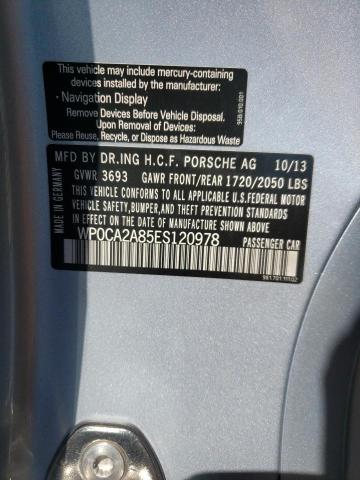 This vehicle may include mercury-containing
devices installed by the manufacturer:
• Navigation Display
Remove Devices Before Vehicle Disposal.
Upon Removal of Devices
Please Reuse, Recycle or Dispose as Hazardous Waste
958.010.001
MFD BY DR.ING H.C.F. PORSCHE AG 10/13
GVWR 3693 GAWR FRONT/REAR 1720/2050 LBS
THIS VEHICLE CONFORMS TO ALL APPLICABLE U.S.FEDERAL MOTOR
VEHICLE SAFETY,BUMPER,AND THEFT PREVENTION STANDARDS
IN EFFECT ON THE DATE OF MANUFACTURE SHOWN ABOVE.
WP0CA2A85ES120978 PASSENGER CAR
MADE IN GERMANY